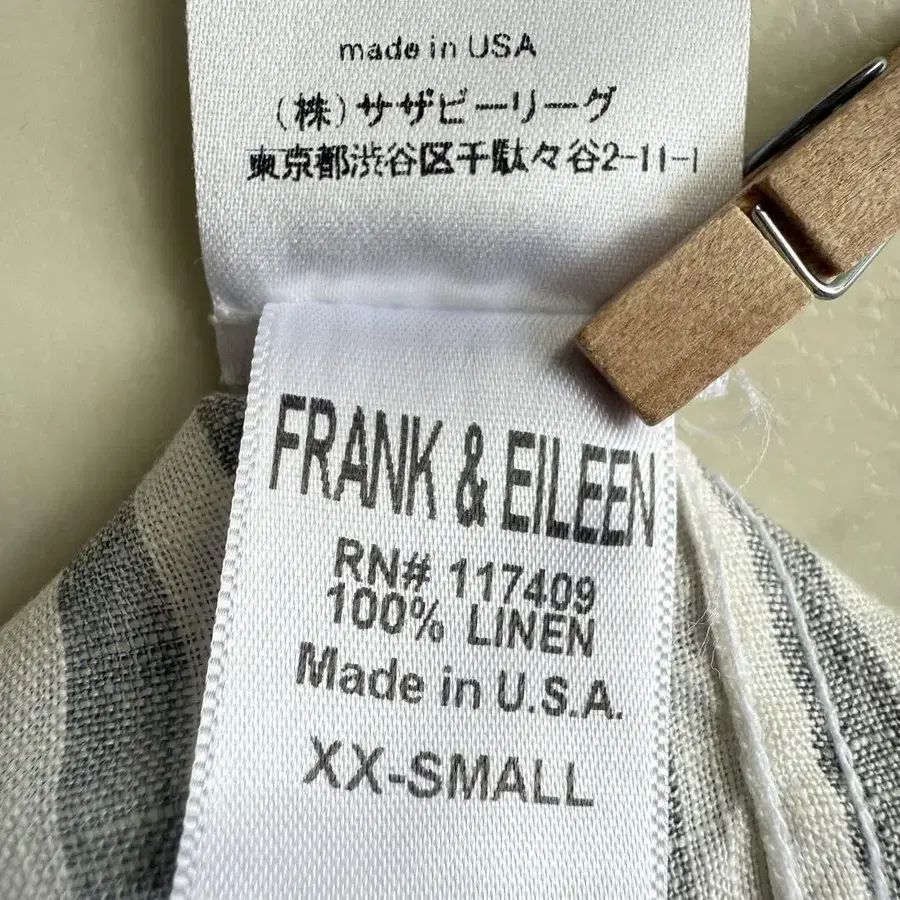 made in USA
(株)サザビーリーグ
東京都渋谷区千駄々谷2-11-1
FRANK & EILEEN
RN# 117409
100% LINEN
Made in U.S.A.
XX-SMALL